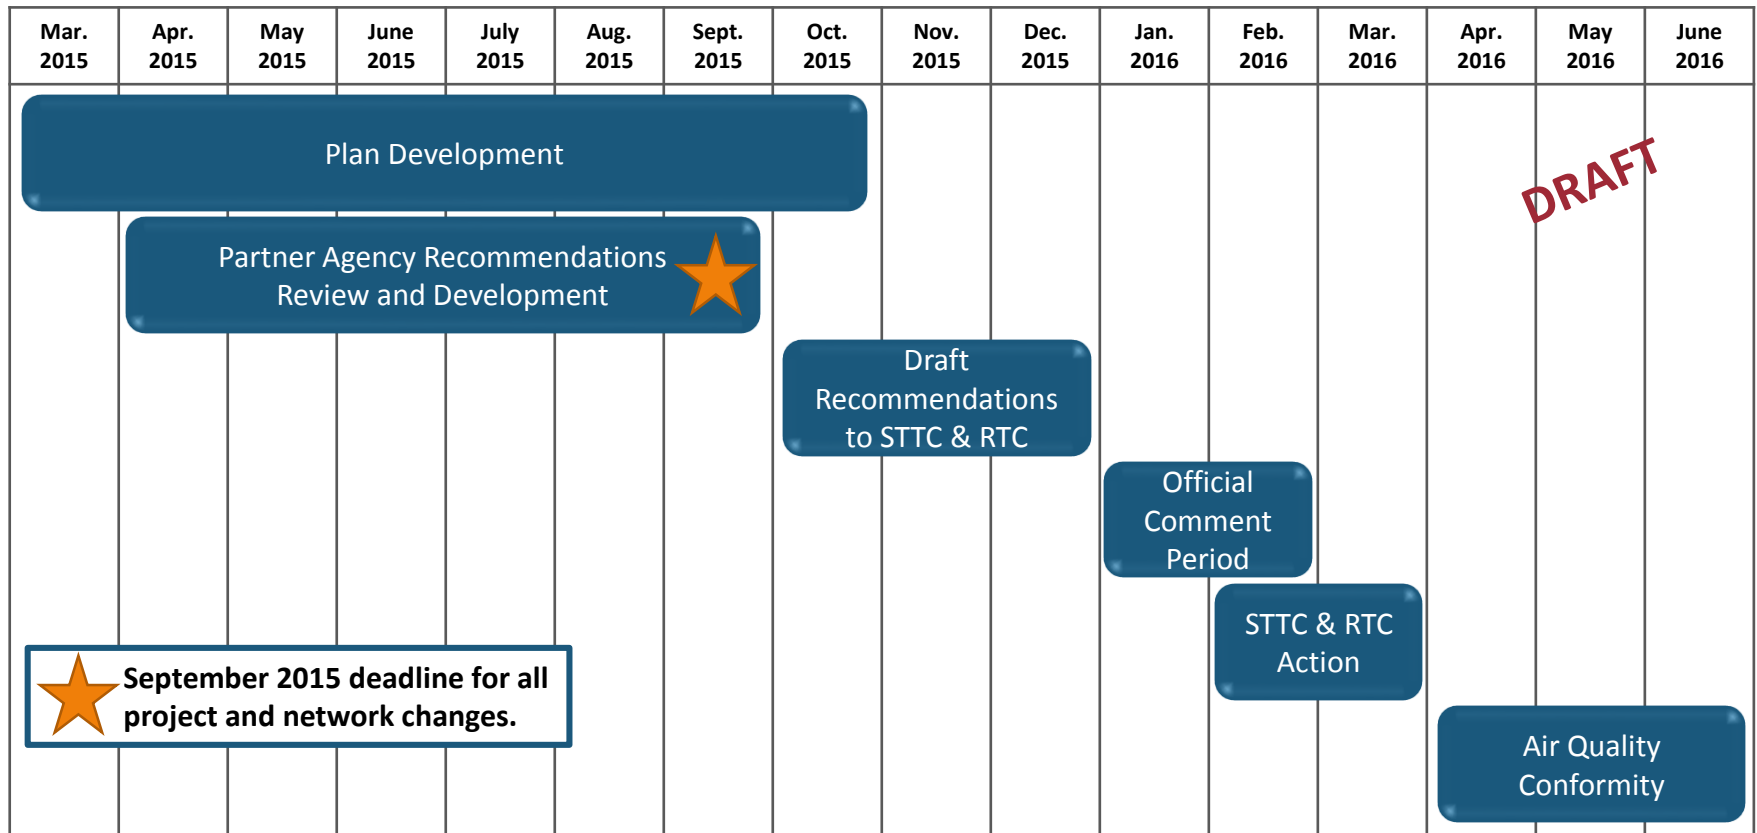 Mar. Apr. May June July Aug. Sept. Oct. Nov. Dec. Jan. Feb. Mar. Apr. May June
2015 2015 2015 2015 2015 2015 2015 2015 2015 2015 2016 2016 2016 2016 2016 2016
Plan Development
DRAFT
Partner Agency Recommendations
Review and Development
Draft
Recommendations
to STTC & RTC
Official
Comment
Period
STTC & RTC
Action
September 2015 deadline for all
project and network changes.
Air Quality
Conformity